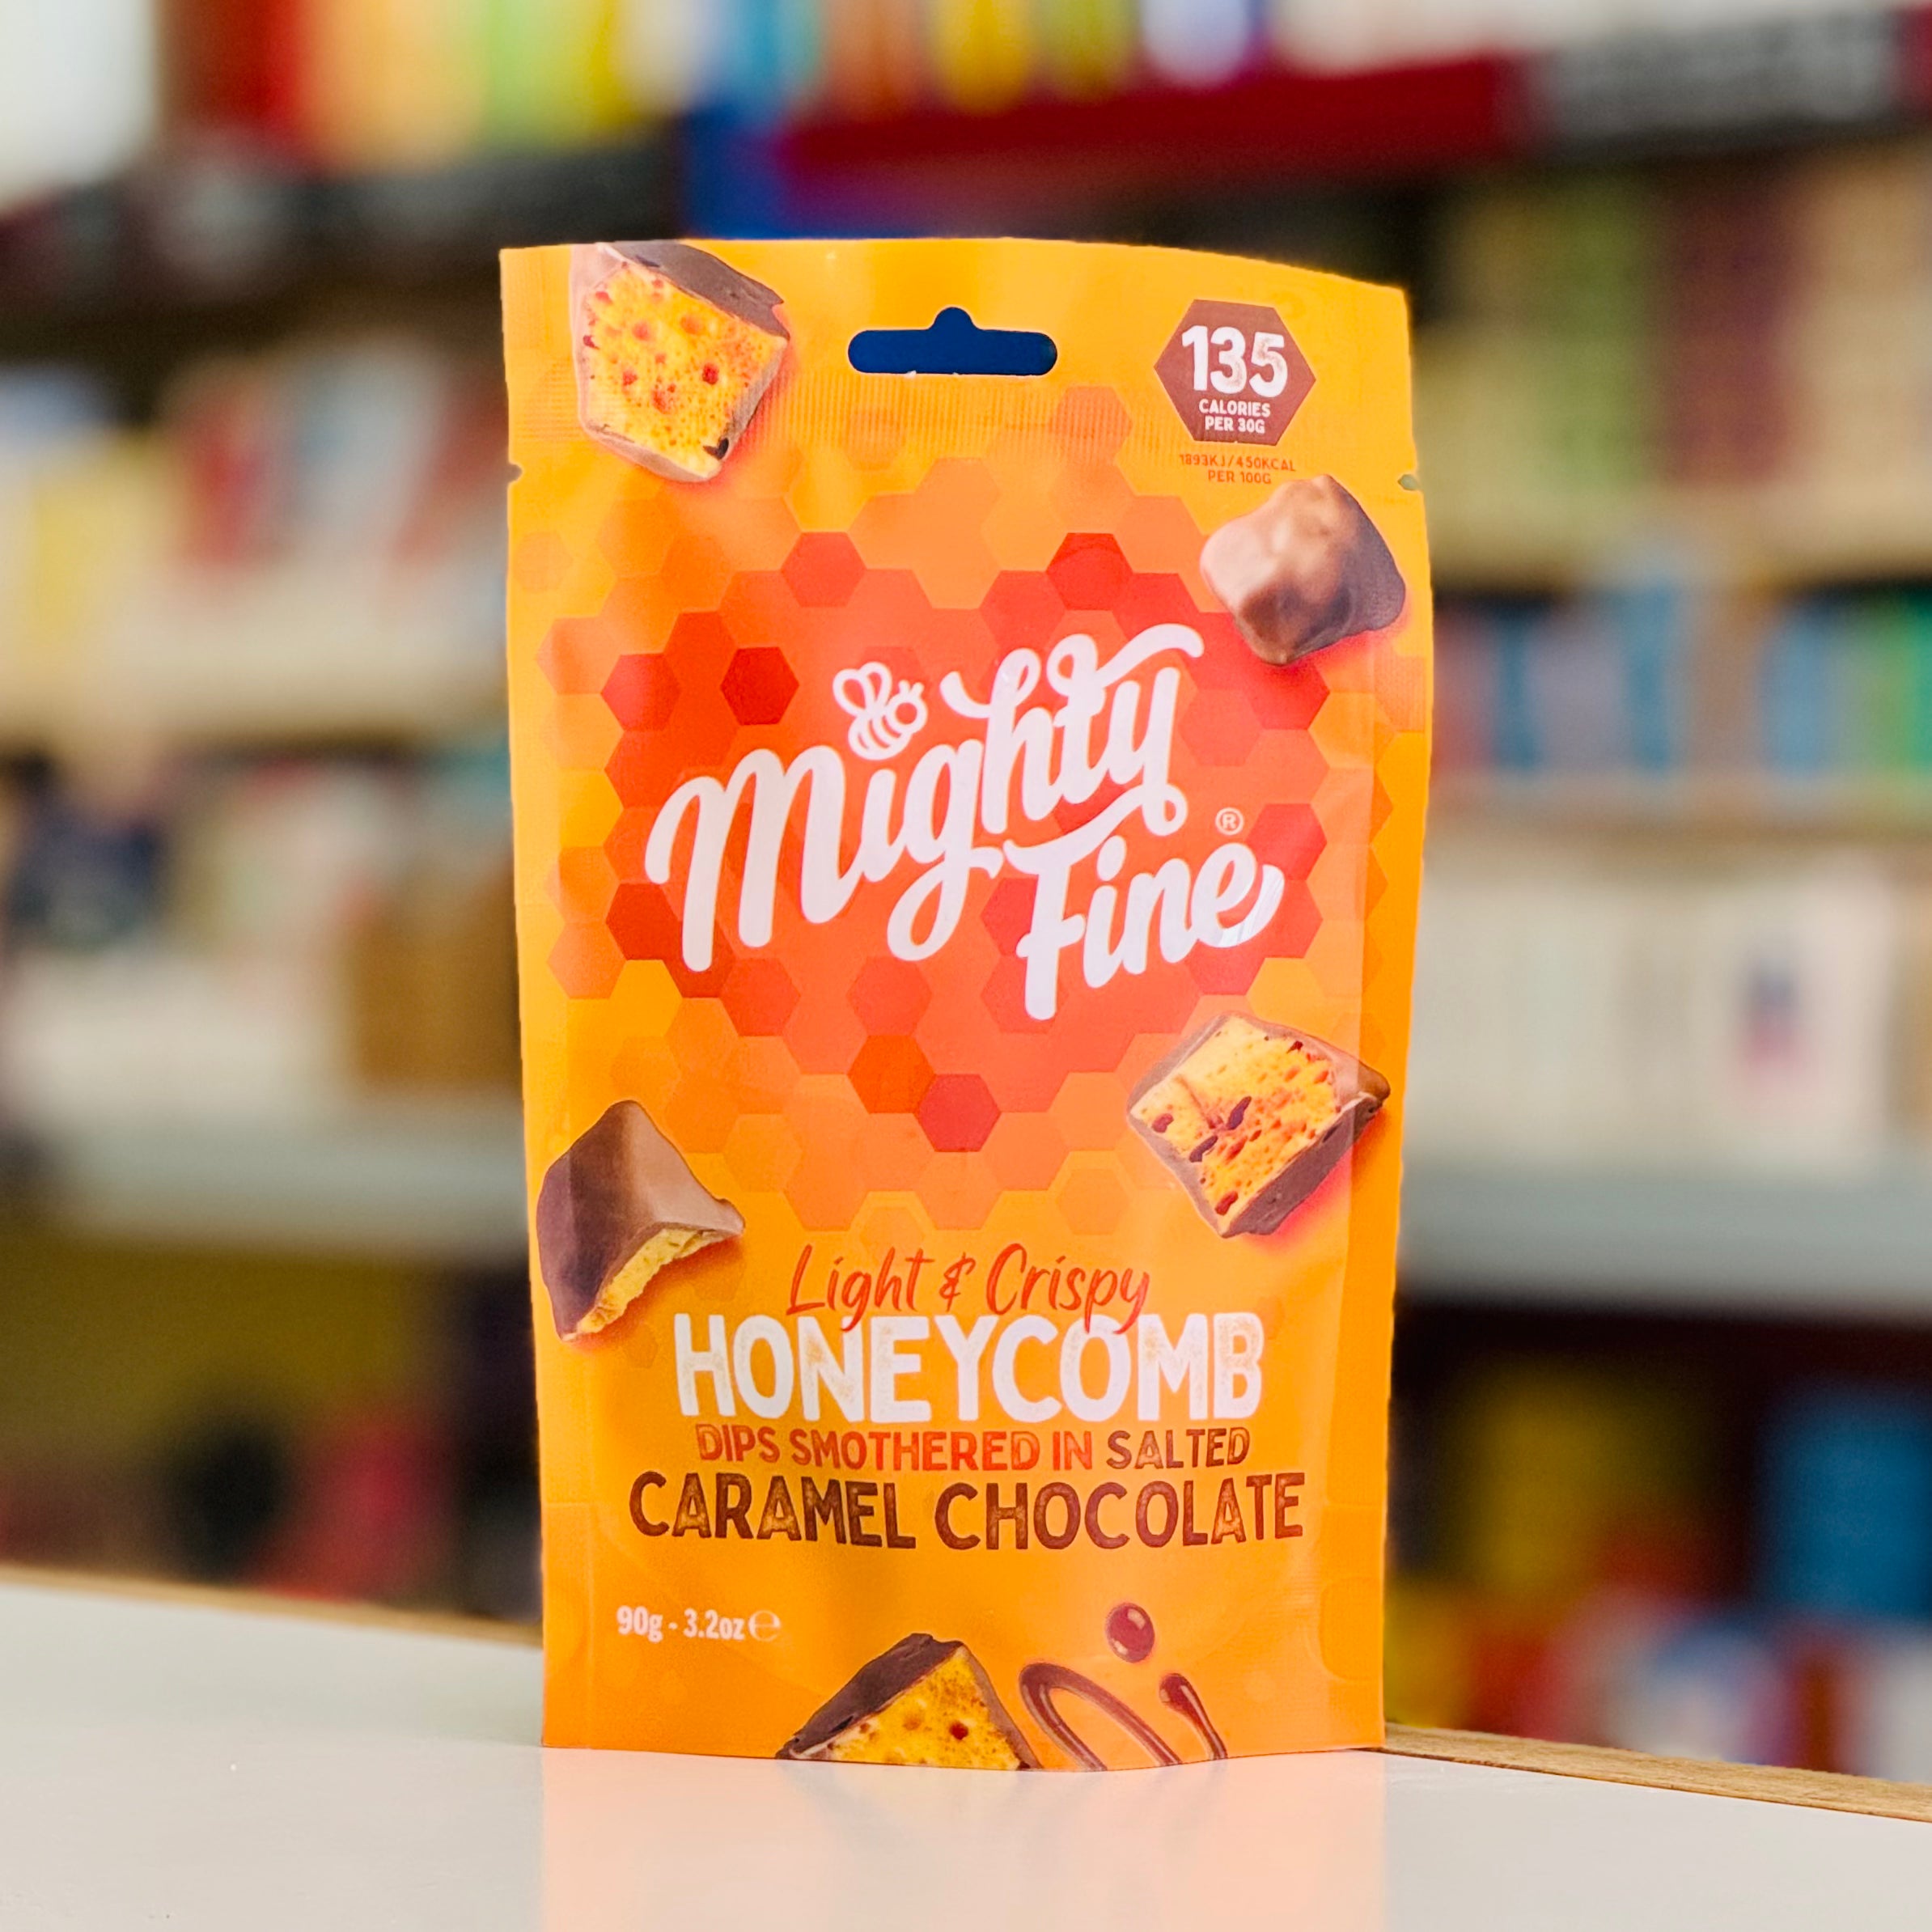 135
CALORIES
PER 30G
1893KJ/450KCAL
PER 100G
Mighty
Fine®
Light & Crispy
HONEYCOMB
DIPS SMOTHERED IN SALTED
CARAMEL CHOCOLATE
90g - 3.2oz ℮